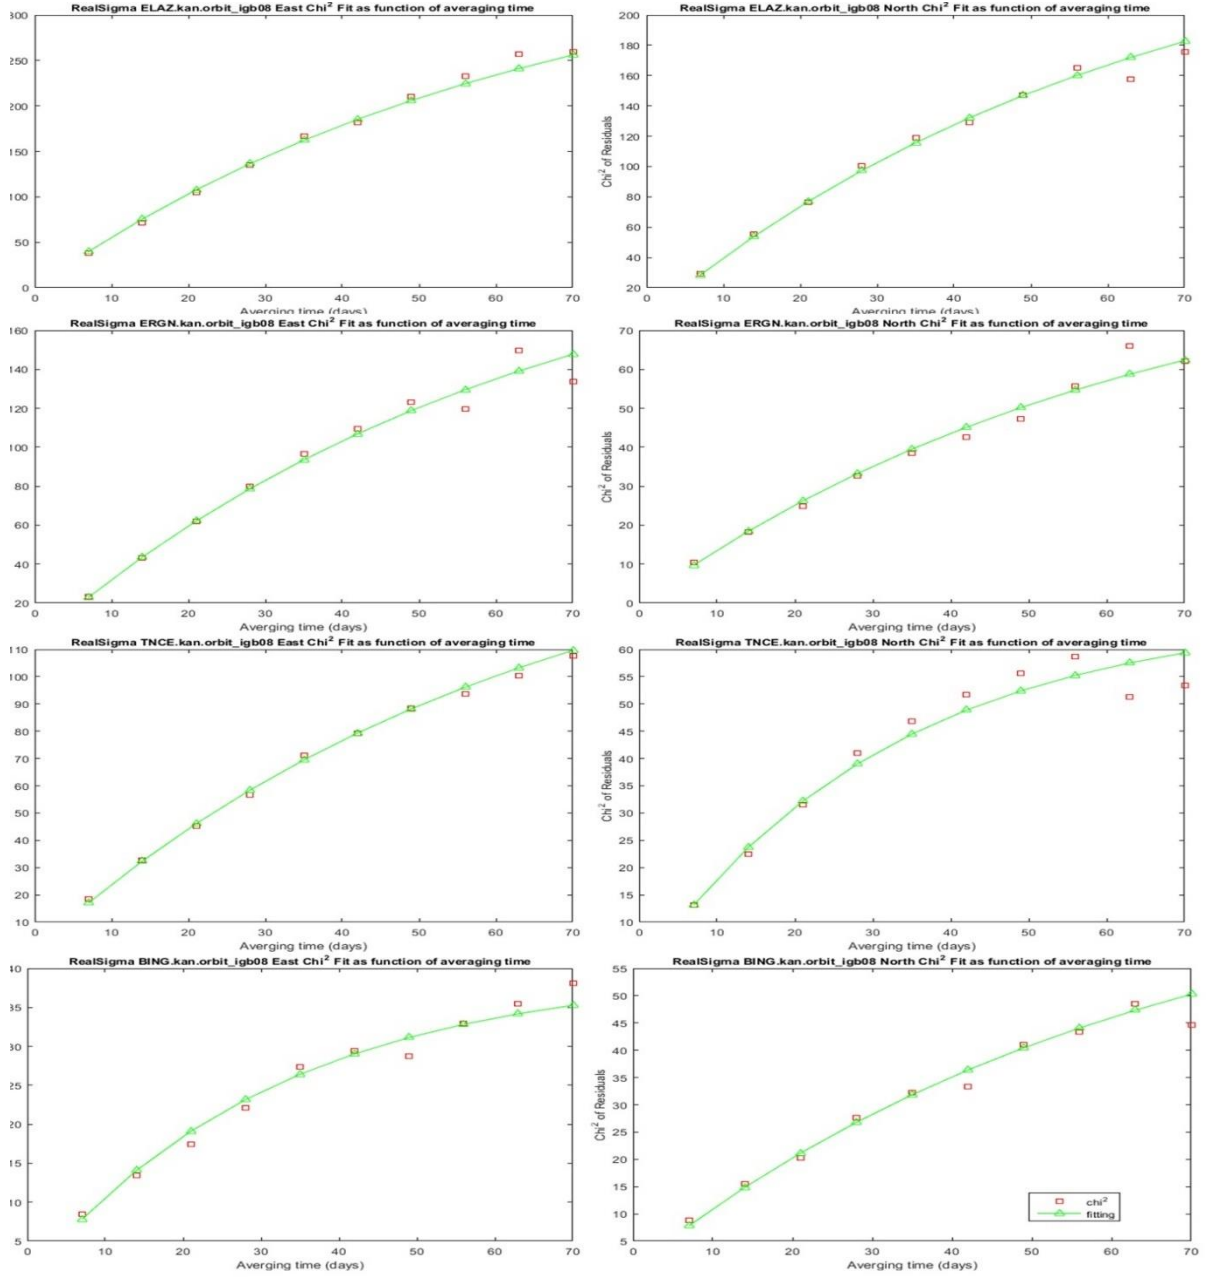 RealSigma ELAZ.kan.orbit_igb08 East Chi² Fit as function of averaging time
300
250
200
150
100
50
0
0 10 20 30 40 50 60 70
Averging time (days)
RealSigma ELAZ.kan.orbit_igb08 North Chi² Fit as function of averaging time
Chi² of Residuals
200
180
160
140
120
100
80
60
40
20
0 10 20 30 40 50 60 70
Averging time (days)
RealSigma ERGN.kan.orbit_igb08 East Chi² Fit as function of averaging time
160
140
120
100
80
60
40
20
0 10 20 30 40 50 60 70
Averging time (days)
RealSigma ERGN.kan.orbit_igb08 North Chi² Fit as function of averaging time
Chi² of Residuals
70
60
50
40
30
20
10
0
0 10 20 30 40 50 60 70
Averging time (days)
RealSigma TNCE.kan.orbit_igb08 East Chi² Fit as function of averaging time
110
100
90
80
70
60
50
40
30
20
10
0 10 20 30 40 50 60 70
Averging time (days)
RealSigma TNCE.kan.orbit_igb08 North Chi² Fit as function of averaging time
Chi² of Residuals
60
55
50
45
40
35
30
25
20
15
10
0 10 20 30 40 50 60 70
Averging time (days)
RealSigma BING.kan.orbit_igb08 East Chi² Fit as function of averaging time
40
35
30
25
20
15
10
5
0 10 20 30 40 50 60 70
Averging time (days)
RealSigma BING.kan.orbit_igb08 North Chi² Fit as function of averaging time
Chi² of Residuals
55
50
45
40
35
30
25
20
15
10
5
0 10 20 30 40 50 60 70
Averging time (days)
chi²
fitting